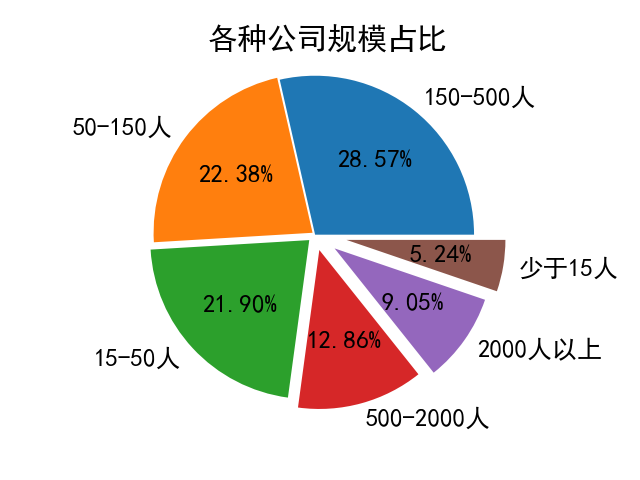 各种公司规模占比
150-500人
28.57%
50-150人
22.38%
15-50人
21.90%
500-2000人
12.86%
2000人以上
9.05%
少于15人
5.24%